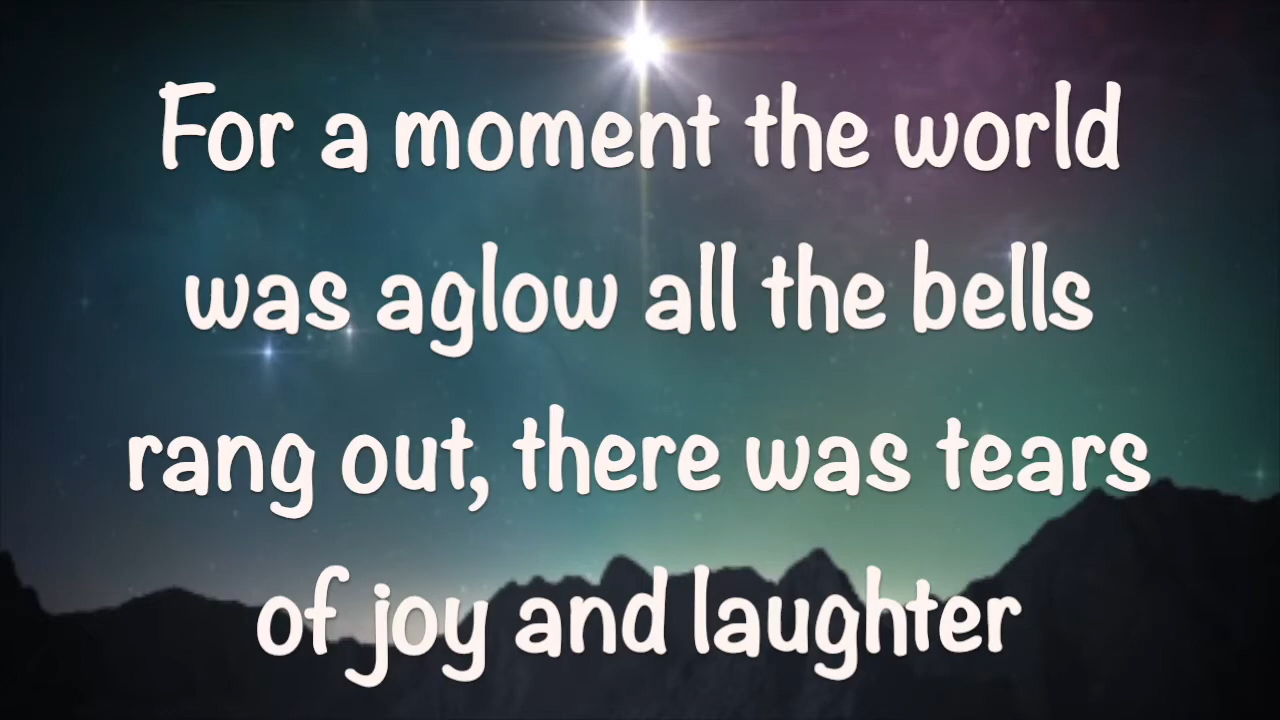 For a moment the world
was aglow all the bells
rang out, there was tears
of joy and laughter